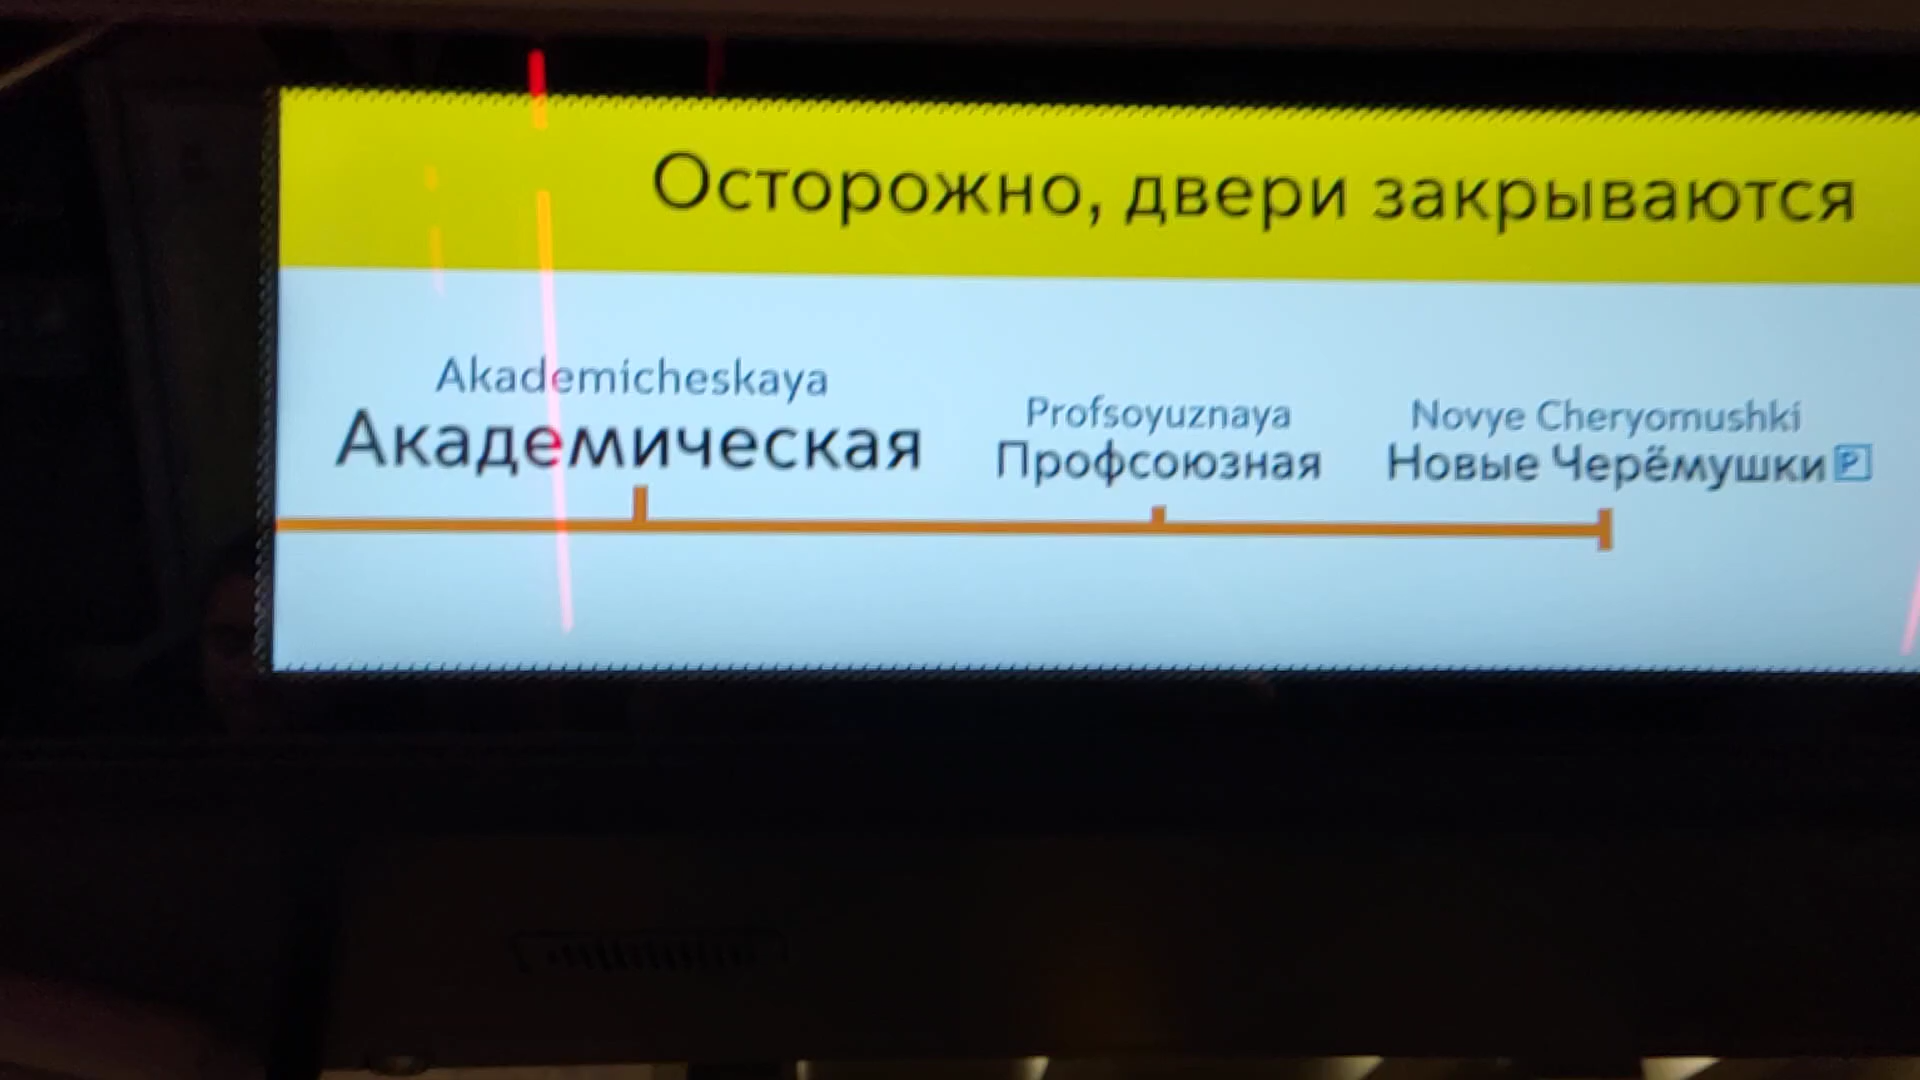 Осторожно, двери закрываются
Akademicheskaya
Академическая
Profsoyuznaya
Профсоюзная
Novye Cheryomushki
Новые Черёмушки P